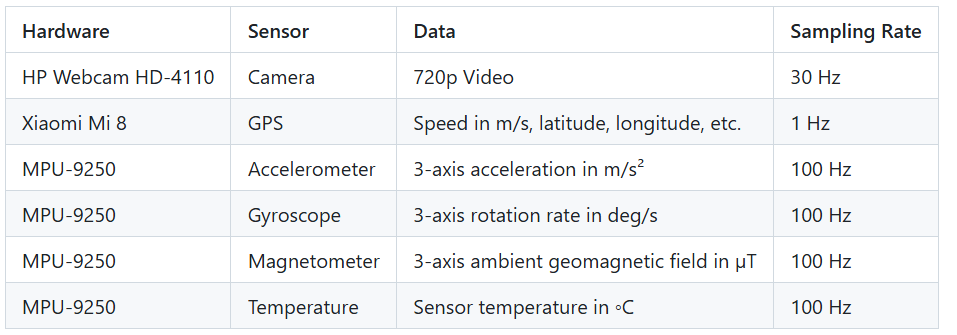 Hardware Sensor Data Sampling Rate
HP Webcam HD-4110 Camera 720p Video 30 Hz
Xiaomi Mi 8 GPS Speed in m/s, latitude, longitude, etc. 1 Hz
MPU-9250 Accelerometer 3-axis acceleration in m/s² 100 Hz
MPU-9250 Gyroscope 3-axis rotation rate in deg/s 100 Hz
MPU-9250 Magnetometer 3-axis ambient geomagnetic field in μT 100 Hz
MPU-9250 Temperature Sensor temperature in ◦C 100 Hz